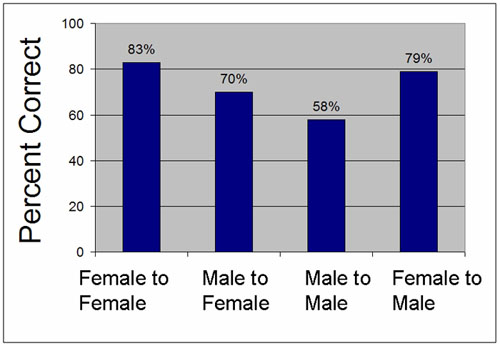 Percent Correct
100
80
60
40
20
0
83%
70%
58%
79%
Female to
Female
Male to
Female
Male to
Male
Female to
Male